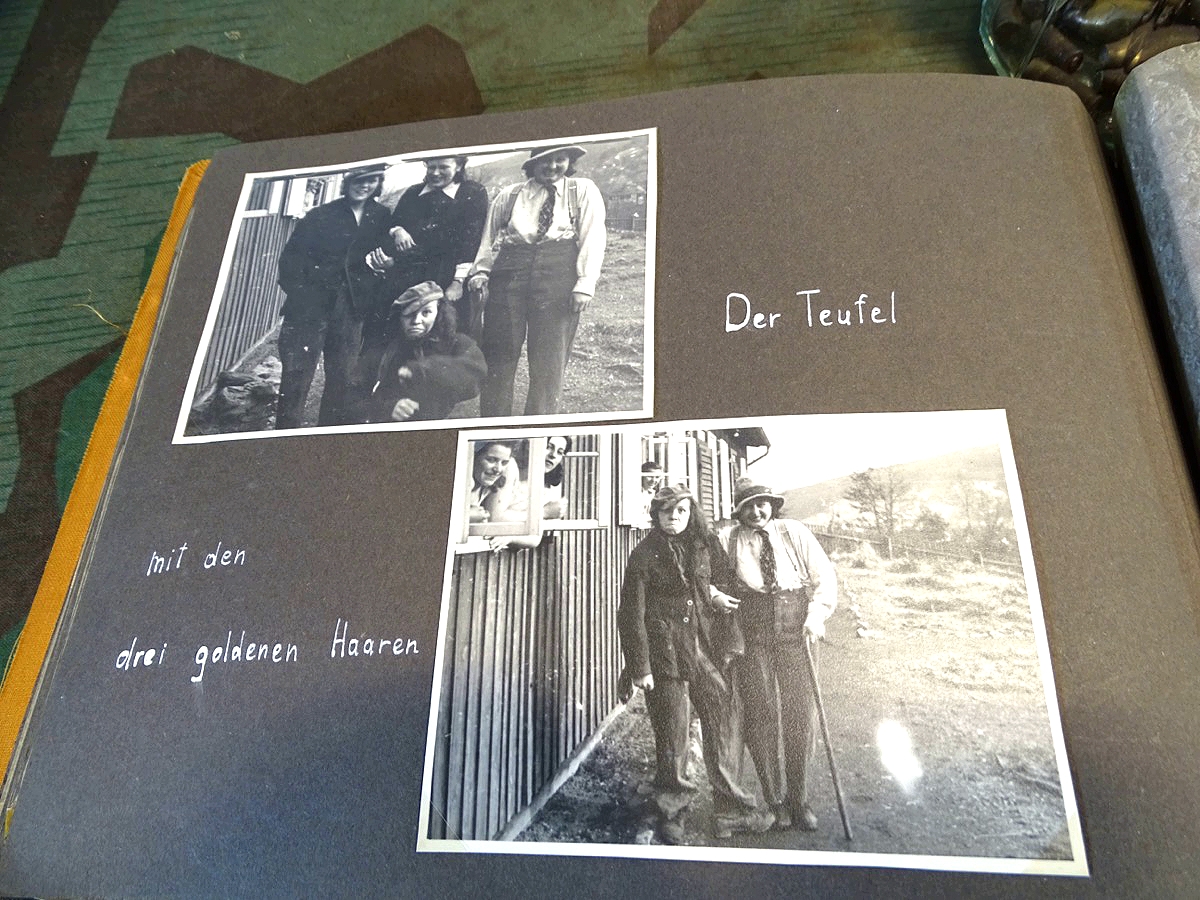 Der Teufel
mit den
drei goldenen Haaren